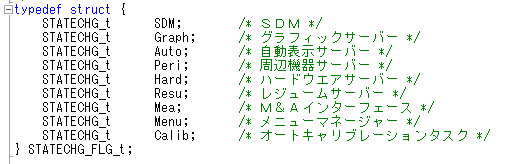 typedef struct {
STATECHG_t SDM; /* ＳＤＭ */
STATECHG_t Graph; /* グラフィックサーバー */
STATECHG_t Auto; /* 自動表示サーバー */
STATECHG_t Peri; /* 周辺機器サーバー */
STATECHG_t Hard; /* ハードウエアサーバー */
STATECHG_t Resu; /* レジュームサーバー */
STATECHG_t Mea; /* Ｍ＆Ａインターフェース */
STATECHG_t Menu; /* メニューマネージャー */
STATECHG_t Calib; /* オートキャリブレーションタスク */
} STATECHG_FLG_t;